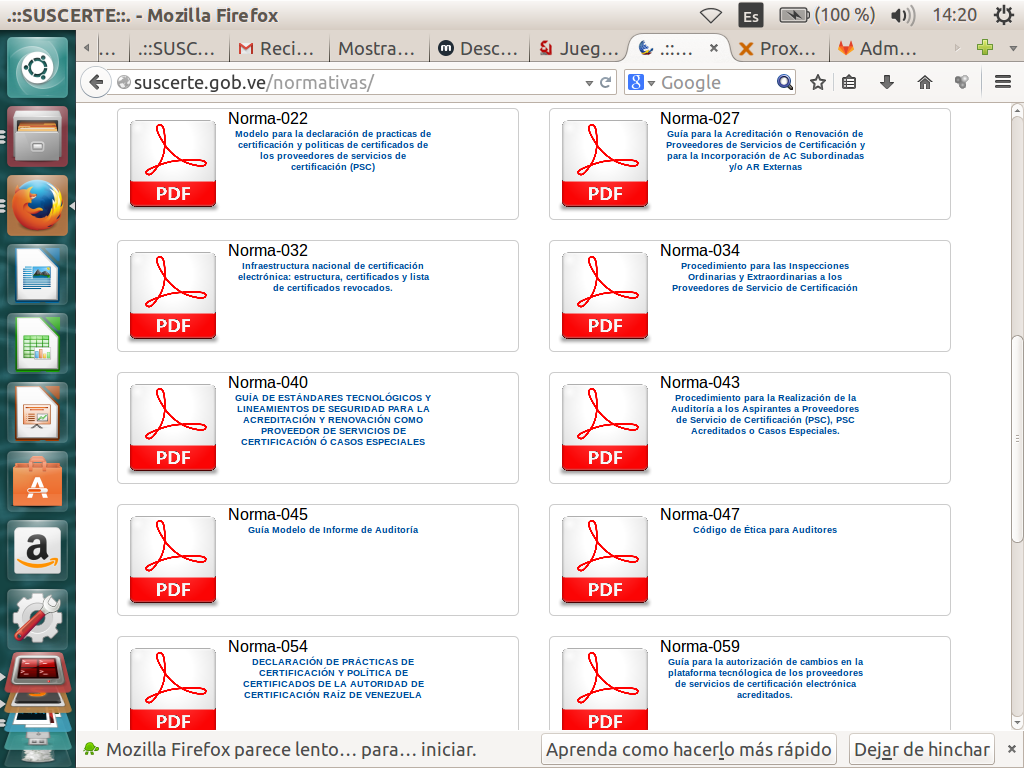 .::SUSCERTE::. - Mozilla Firefox
Es
(100 %)
14:20
...
.::SUSC...
Reci...
Mostra...
Desc...
Jueg...
.::...
Prox...
Adm...
suscerte.gob.ve/normativas/
Google
Norma-022
Modelo para la declaración de practicas de
certificación y politicas de certificados de
los proveedores de servicios de
certificación (PSC)
PDF
Norma-027
Guía para la Acreditación o Renovación de
Proveedores de Servicios de Certificación y
para la Incorporación de AC Subordinadas
y/o AR Externas
PDF
Norma-032
Infraestructura nacional de certificación
electrónica: estructura, certificados y lista
de certificados revocados.
PDF
Norma-034
Procedimiento para las Inspecciones
Ordinarias y Extraordinarias a los
Proveedores de Servicio de Certificación
PDF
Norma-040
GUÍA DE ESTÁNDARES TECNOLÓGICOS Y
LINEAMIENTOS DE SEGURIDAD PARA LA
ACREDITACIÓN Y RENOVACIÓN COMO
PROVEEDOR DE SERVICIOS DE
CERTIFICACIÓN Ó CASOS ESPECIALES
PDF
Norma-043
Procedimiento para la Realización de la
Auditoría a los Aspirantes a Proveedores
de Servicio de Certificación (PSC), PSC
Acreditados o Casos Especiales.
PDF
Norma-045
Guía Modelo de Informe de Auditoría
PDF
Norma-047
Código de Ética para Auditores
PDF
Norma-054
DECLARACIÓN DE PRÁCTICAS DE
CERTIFICACIÓN Y POLÍTICA DE
CERTIFICADOS DE LA AUTORIDAD DE
CERTIFICACIÓN RAÍZ DE VENEZUELA
PDF
Norma-059
Guía para la autorización de cambios en la
plataforma tecnológica de los proveedores
de servicios de certificación electrónica
acreditados.
PDF
Mozilla Firefox parece lento... para... iniciar.
Aprenda como hacerlo más rápido
Dejar de hinchar